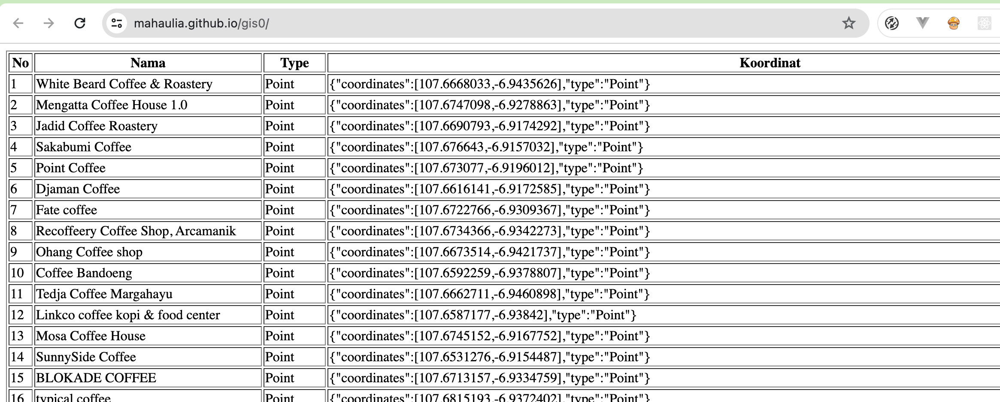 mahaulia.github.io/gis0/
No Nama Type Koordinat
1 White Beard Coffee & Roastery Point {"coordinates":[107.6668033,-6.9435626],"type":"Point"}
2 Mengatta Coffee House 1.0 Point {"coordinates":[107.6747098,-6.9278863],"type":"Point"}
3 Jadid Coffee Roastery Point {"coordinates":[107.6690793,-6.9174292],"type":"Point"}
4 Sakabumi Coffee Point {"coordinates":[107.676643,-6.9157032],"type":"Point"}
5 Point Coffee Point {"coordinates":[107.673077,-6.9196012],"type":"Point"}
6 Djaman Coffee Point {"coordinates":[107.6616141,-6.9172585],"type":"Point"}
7 Fate coffee Point {"coordinates":[107.6722766,-6.9309367],"type":"Point"}
8 Recoffeery Coffee Shop, Arcamanik Point {"coordinates":[107.6734366,-6.9342273],"type":"Point"}
9 Ohang Coffee shop Point {"coordinates":[107.6673514,-6.9421737],"type":"Point"}
10 Coffee Bandoeng Point {"coordinates":[107.6592259,-6.9378807],"type":"Point"}
11 Tedja Coffee Margahayu Point {"coordinates":[107.6662711,-6.9460898],"type":"Point"}
12 Linkco coffee kopi & food center Point {"coordinates":[107.6587177,-6.93842],"type":"Point"}
13 Mosa Coffee House Point {"coordinates":[107.6745152,-6.9167752],"type":"Point"}
14 SunnySide Coffee Point {"coordinates":[107.6531276,-6.9154487],"type":"Point"}
15 BLOKADE COFFEE Point {"coordinates":[107.6713157,-6.9334759],"type":"Point"}
16 typical coffee Point {"coordinates":[107.6815193,-6.9372402],"type":"Point"}